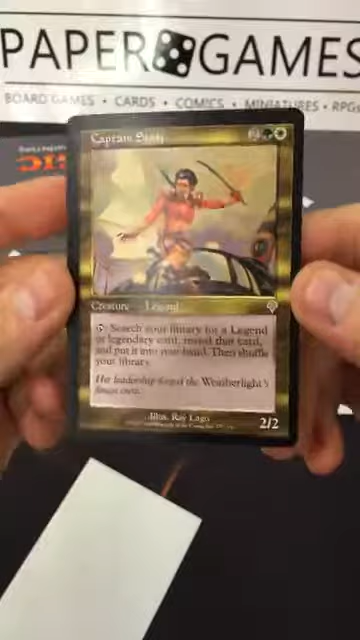 PAPER GAMES
BOARD GAMES • CARDS • COMICS • MINIATURES • RPG
Captain Sisay
2
Creature — Legend
Search your library for a Legend
or legendary card, reveal that card,
and put it into your hand. Then shuffle
your library.
Her leadership forged the Weatherlight's
finest crew.
Illus. Ray Lago
2/2